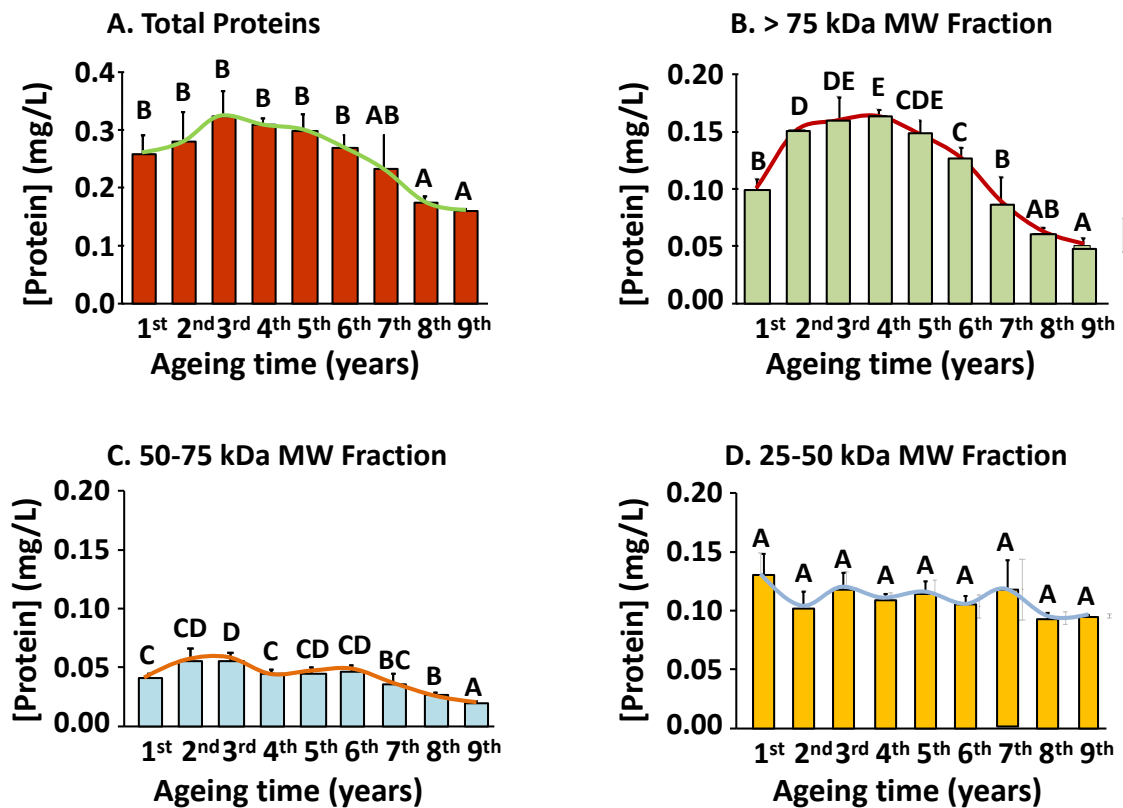 A. Total Proteins
[Protein] (mg/L)
0.4
0.3
0.2
0.1
0.0
B B B B B B AB A A
1st 2nd 3rd 4th 5th 6th 7th 8th 9th
Ageing time (years)
B. > 75 kDa MW Fraction
[Protein] (mg/L)
0.20
0.15
0.10
0.05
0.00
B D DE E CDE C B AB A
1st 2nd 3rd 4th 5th 6th 7th 8th 9th
Ageing time (years)
C. 50-75 kDa MW Fraction
[Protein] (mg/L)
0.20
0.15
0.10
0.05
0.00
C CD D C CD CD BC B A
1st 2nd 3rd 4th 5th 6th 7th 8th 9th
Ageing time (years)
D. 25-50 kDa MW Fraction
[Protein] (mg/L)
0.20
0.15
0.10
0.05
0.00
A A A A A A A A A
1st 2nd 3rd 4th 5th 6th 7th 8th 9th
Ageing time (years)